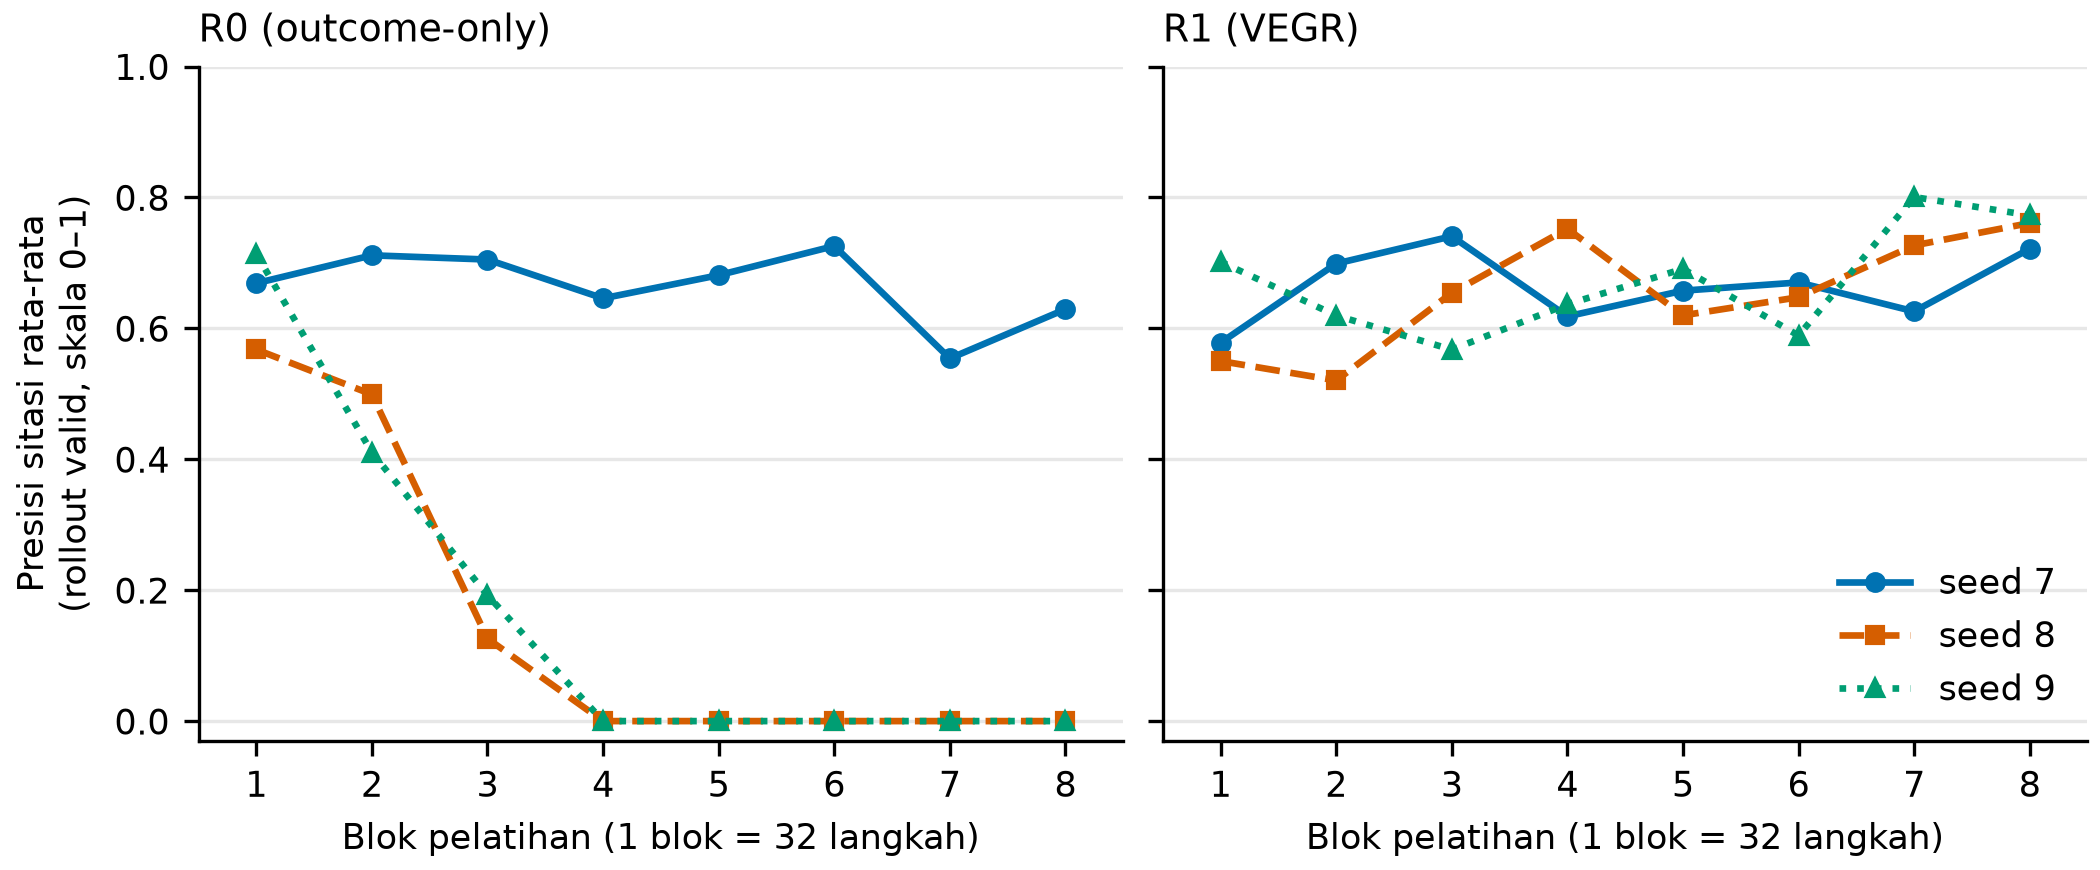 R0 (outcome-only)
R1 (VEGR)
Presisi sitasi rata-rata
(rollout valid, skala 0–1)
1.0
0.8
0.6
0.4
0.2
0.0
1 2 3 4 5 6 7 8
Blok pelatihan (1 blok = 32 langkah)
seed 7
seed 8
seed 9
1 2 3 4 5 6 7 8
Blok pelatihan (1 blok = 32 langkah)